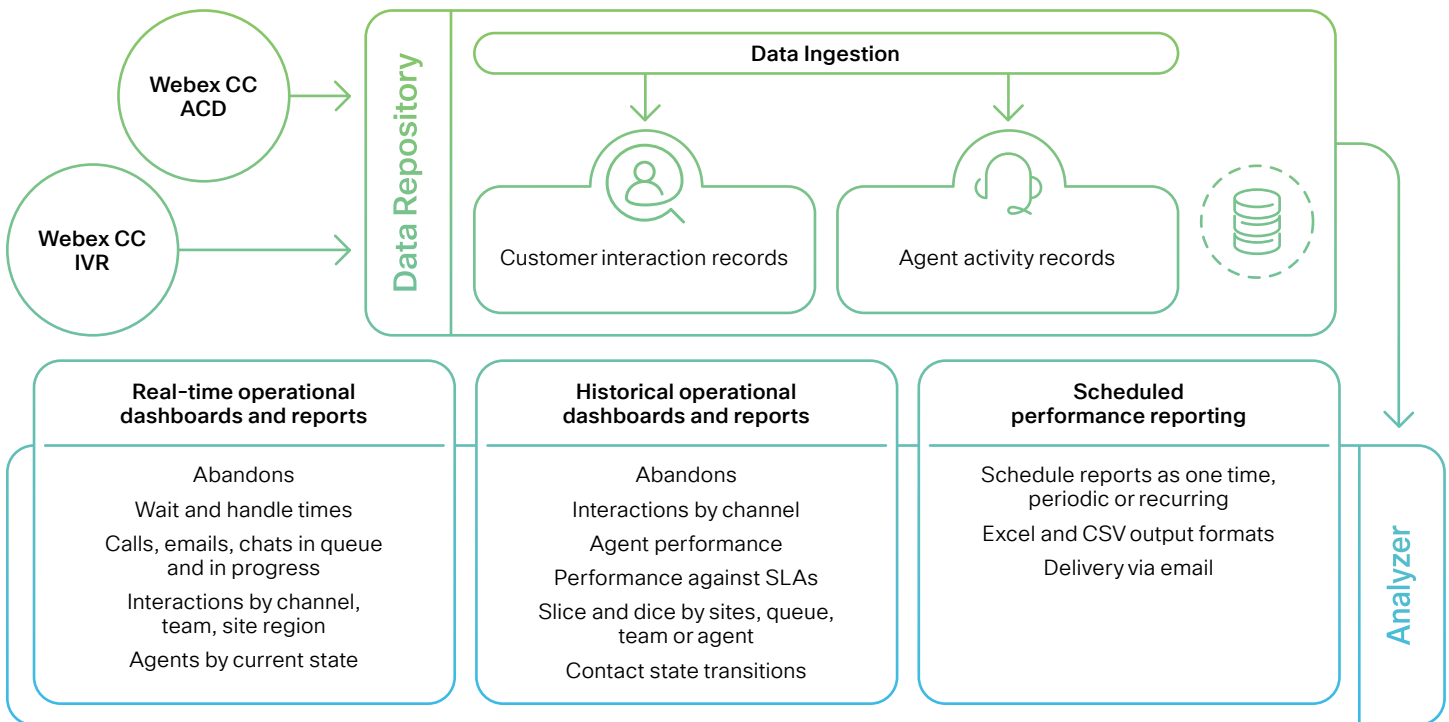 Webex CC
ACD
Webex CC
IVR
Data Repository
Data Ingestion
Customer interaction records
Agent activity records
Real-time operational
dashboards and reports
Abandons
Wait and handle times
Calls, emails, chats in queue
and in progress
Interactions by channel,
team, site region
Agents by current state
Historical operational
dashboards and reports
Abandons
Interactions by channel
Agent performance
Performance against SLAs
Slice and dice by sites, queue,
team or agent
Contact state transitions
Scheduled
performance reporting
Schedule reports as one time,
periodic or recurring
Excel and CSV output formats
Delivery via email
Analyzer